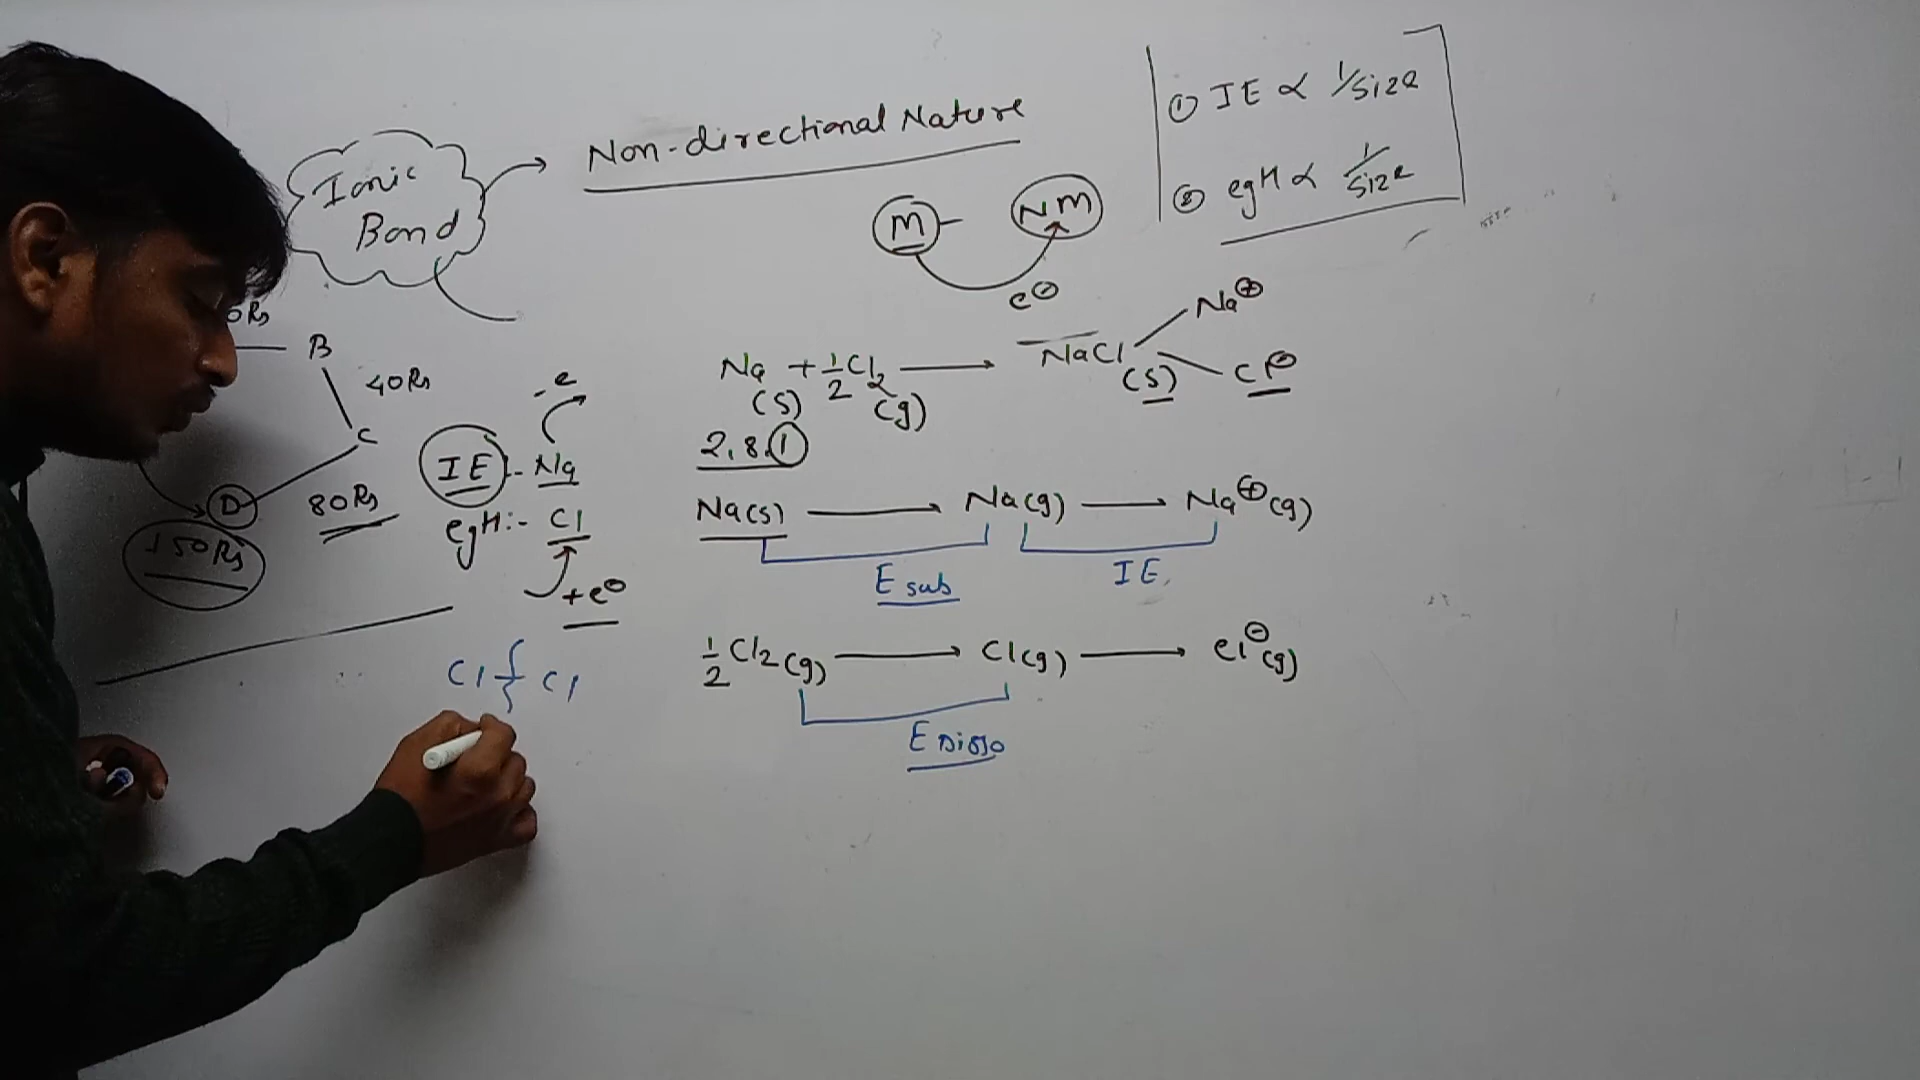 Ionic
Bond
Non-directional Nature
① IE ∝ 1/size
② egH ∝ 1/size
M
NM
e⊖
0Rs
B
40Rs
C
D
80Rs
150Rs
-e
IE:- Na
egH:- Cl
+e⊖
Cl Cl
Na(s) + 1/2 Cl2(g) → NaCl(s)
Na⊕
Cl⊖
2,8,1
Na(s) → Na(g) → Na⊕(g)
E sub
IE
1/2 Cl2(g) → Cl(g) → Cl⊖(g)
E Disso